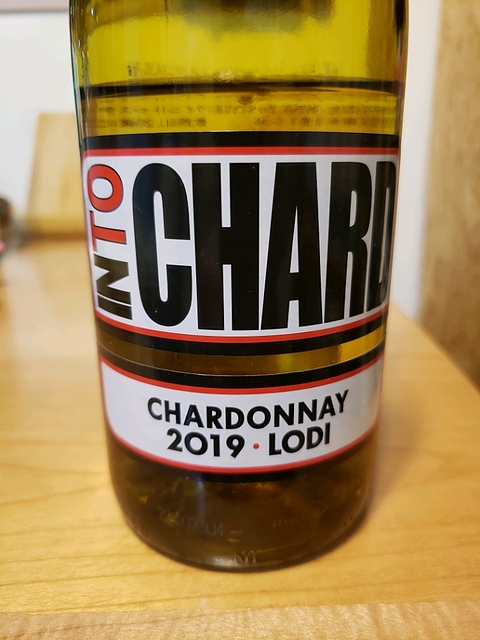 INTO
CHARD
CHARDONNAY
2019 · LODI